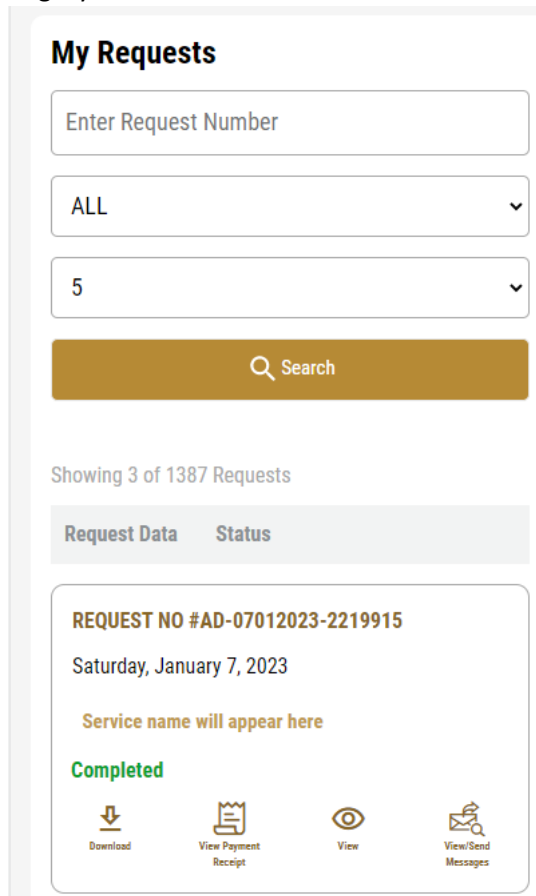 My Requests
Enter Request Number
ALL
5
Search
Showing 3 of 1387 Requests
Request Data Status
REQUEST NO #AD-07012023-2219915
Saturday, January 7, 2023
Service name will appear here
Completed
Download View Payment Receipt View View/Send Messages